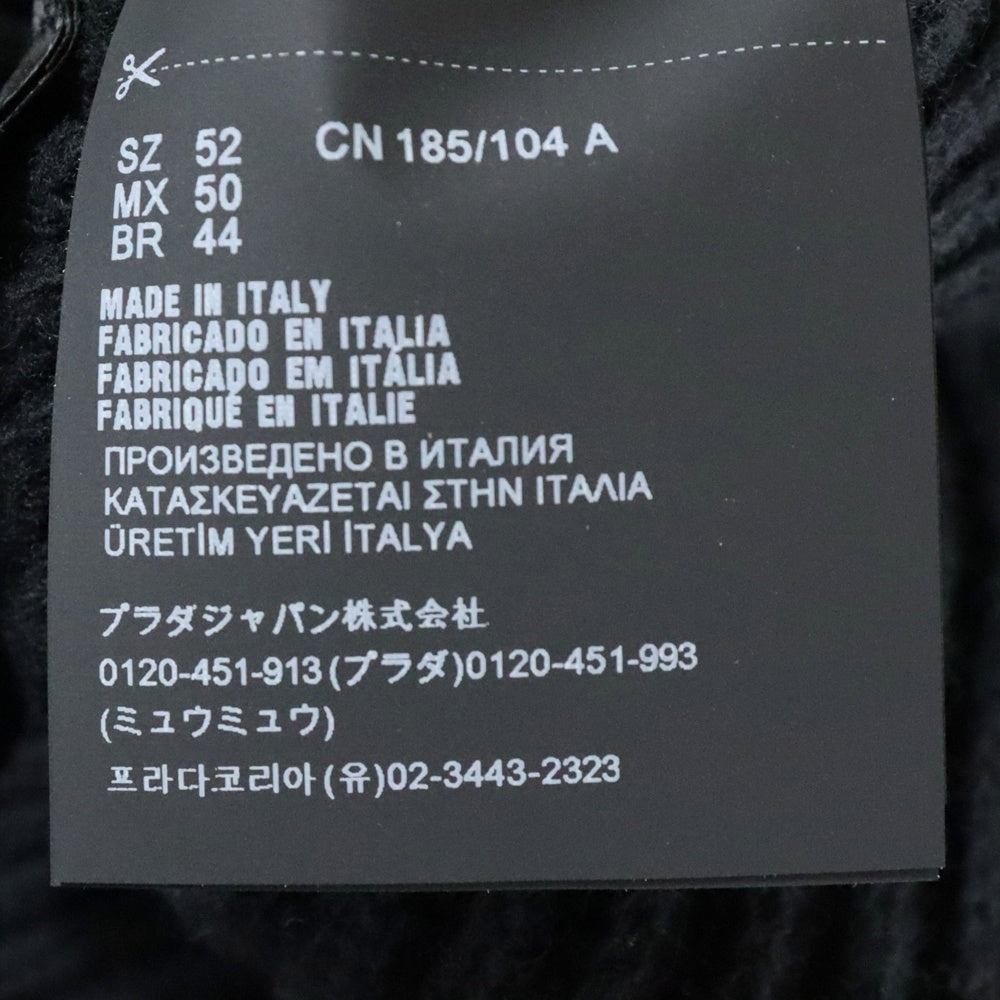 SZ 52 CN 185/104 A
MX 50
BR 44
MADE IN ITALY
FABRICADO EN ITALIA
FABRICADO EM ITÁLIA
FABRIQUÉ EN ITALIE
ПРОИЗВЕДЕНО В ИТАЛИЯ
ΚΑΤΑΣΚΕΥΑΖΕΤΑΙ ΣΤΗΝ ΙΤΑΛΙΑ
ÜRETİM YERİ İTALYA
プラダジャパン株式会社
0120-451-913(プラダ)0120-451-993
(ミュウミュウ)
프라다코리아(유)02-3443-2323